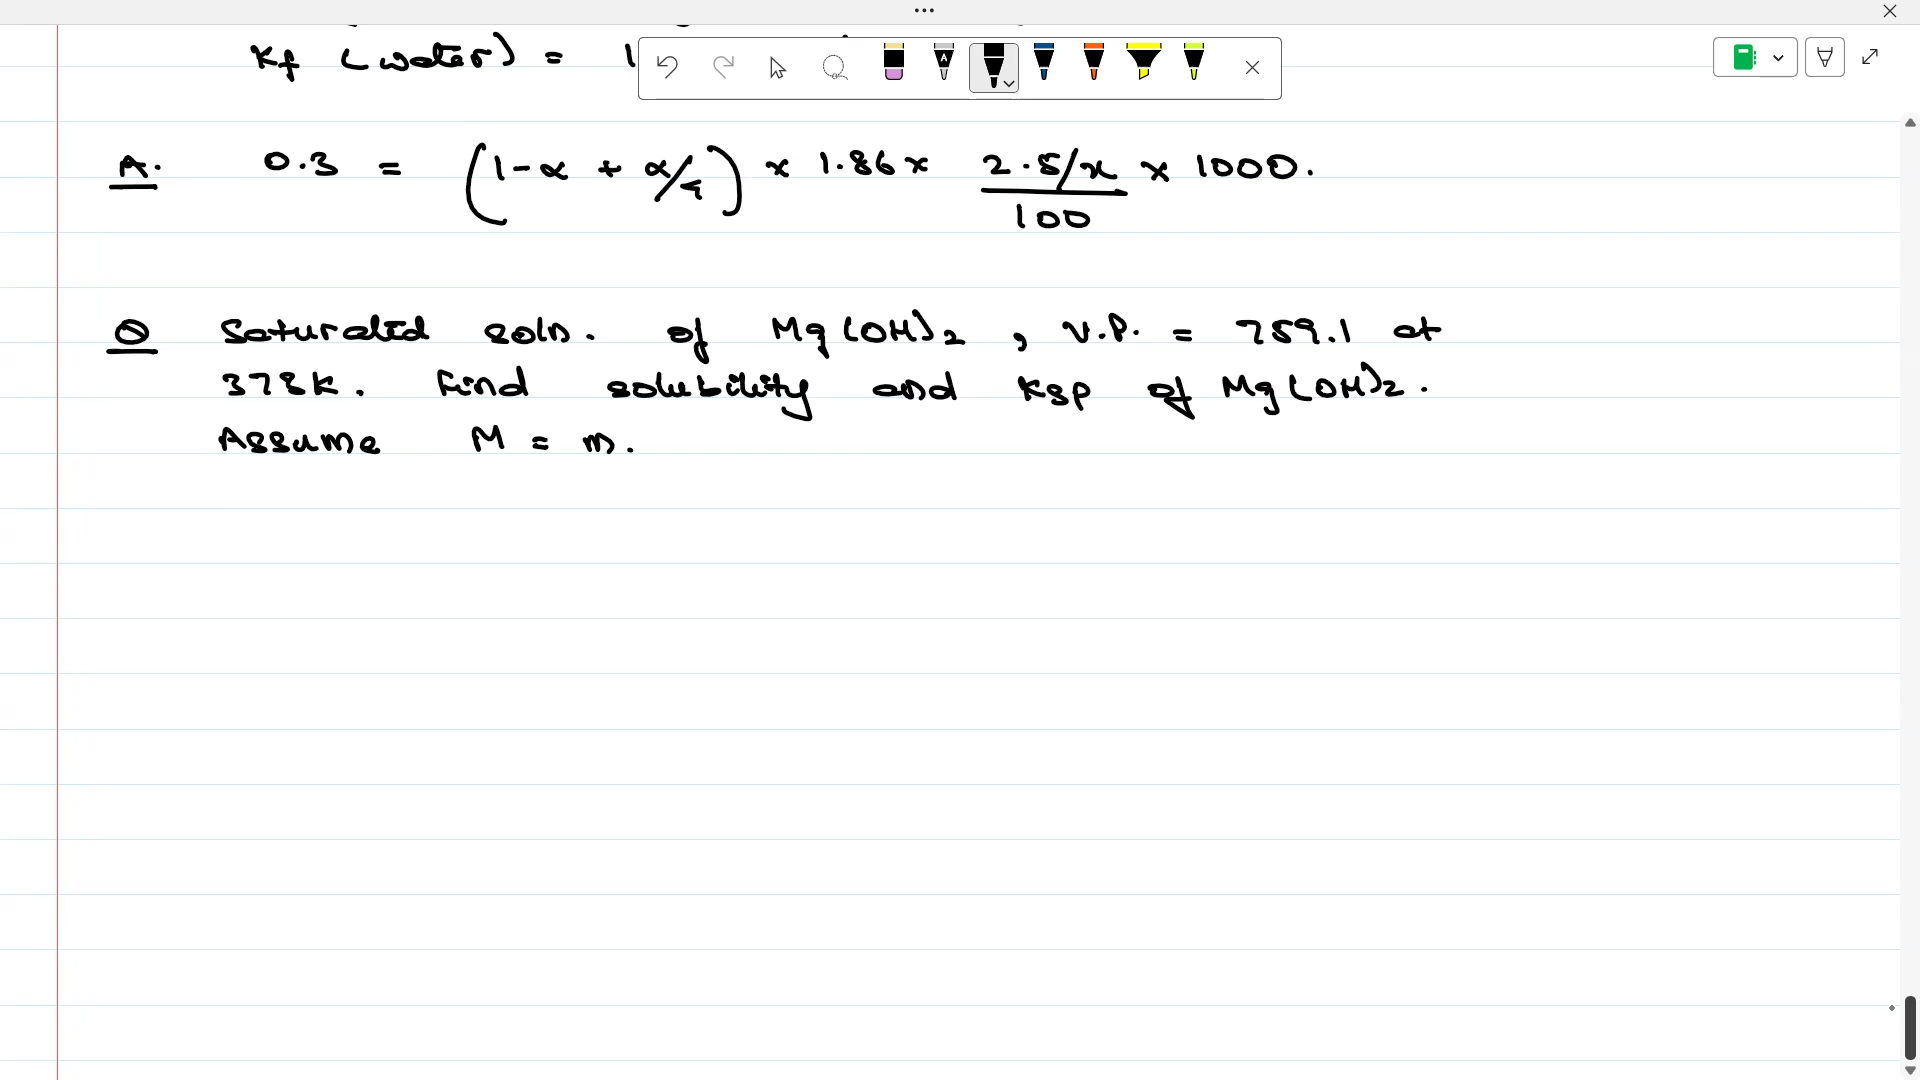 Kf (water) = 1
A. 0.3 = (1-α + α/4) x 1.86 x 2.5/x x 1000.
100
Q Saturated soln. of Mg(OH)2, v.P. = 759.1 at
373K. Find solubility and Ksp of Mg(OH)2.
Assume M = m.